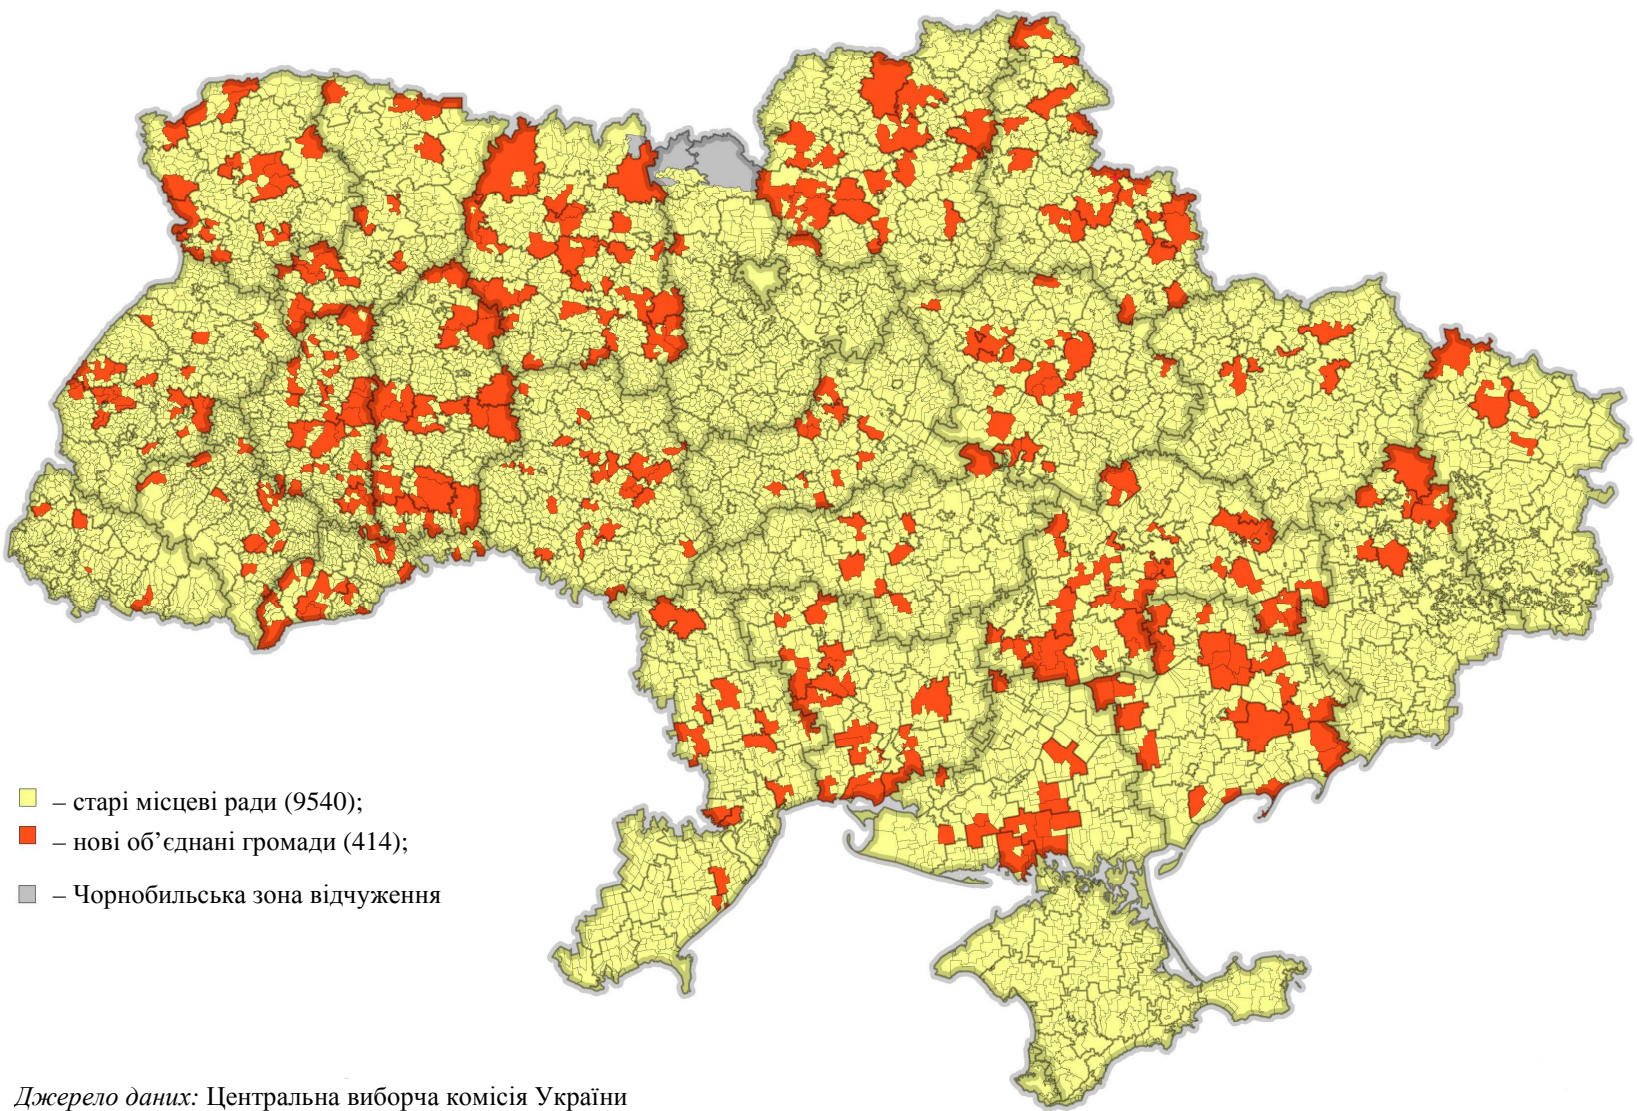 – старі місцеві ради (9540);
– нові об’єднані громади (414);
– Чорнобильська зона відчуження
Джерело даних: Центральна виборча комісія України